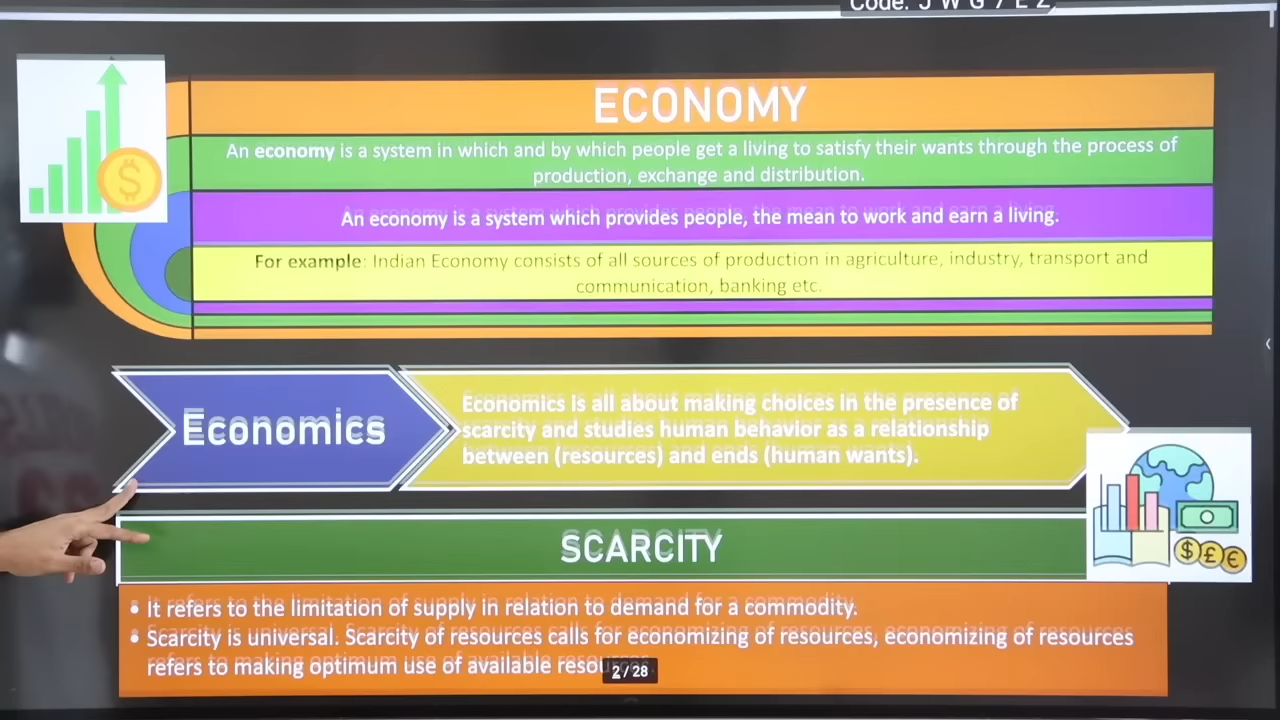 Code: J W G 7 E Z
ECONOMY
An economy is a system in which and by which people get a living to satisfy their wants through the process of
production, exchange and distribution.
An economy is a system which provides people, the mean to work and earn a living.
For example: Indian Economy consists of all sources of production in agriculture, industry, transport and
communication, banking etc.
Economics
Economics is all about making choices in the presence of
scarcity and studies human behavior as a relationship
between (resources) and ends (human wants).
SCARCITY
• It refers to the limitation of supply in relation to demand for a commodity.
• Scarcity is universal. Scarcity of resources calls for economizing of resources, economizing of resources
refers to making optimum use of available resources.
2 / 28